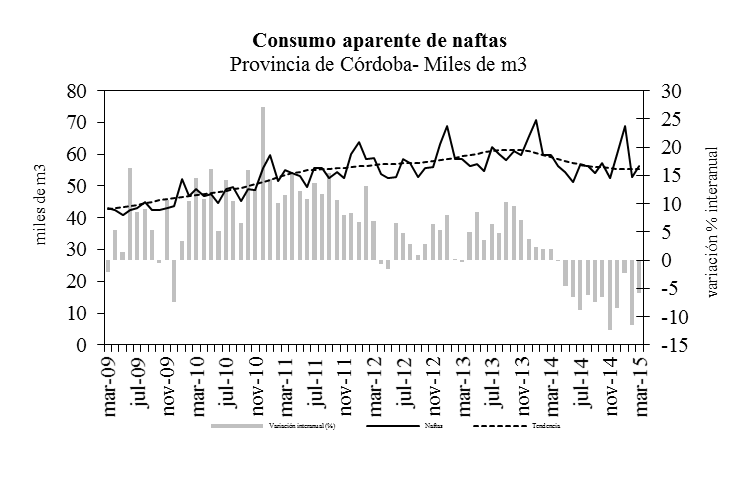 Consumo aparente de naftas
Provincia de Córdoba- Miles de m3
80
70
60
50
40
30
20
10
0
miles de m3
30
25
20
15
10
5
0
-5
-10
-15
variación % interanual
mar-09
jul-09
nov-09
mar-10
jul-10
nov-10
mar-11
jul-11
nov-11
mar-12
jul-12
nov-12
mar-13
jul-13
nov-13
mar-14
jul-14
nov-14
mar-15
Variación interanual (%)
Naftas
Tendencia